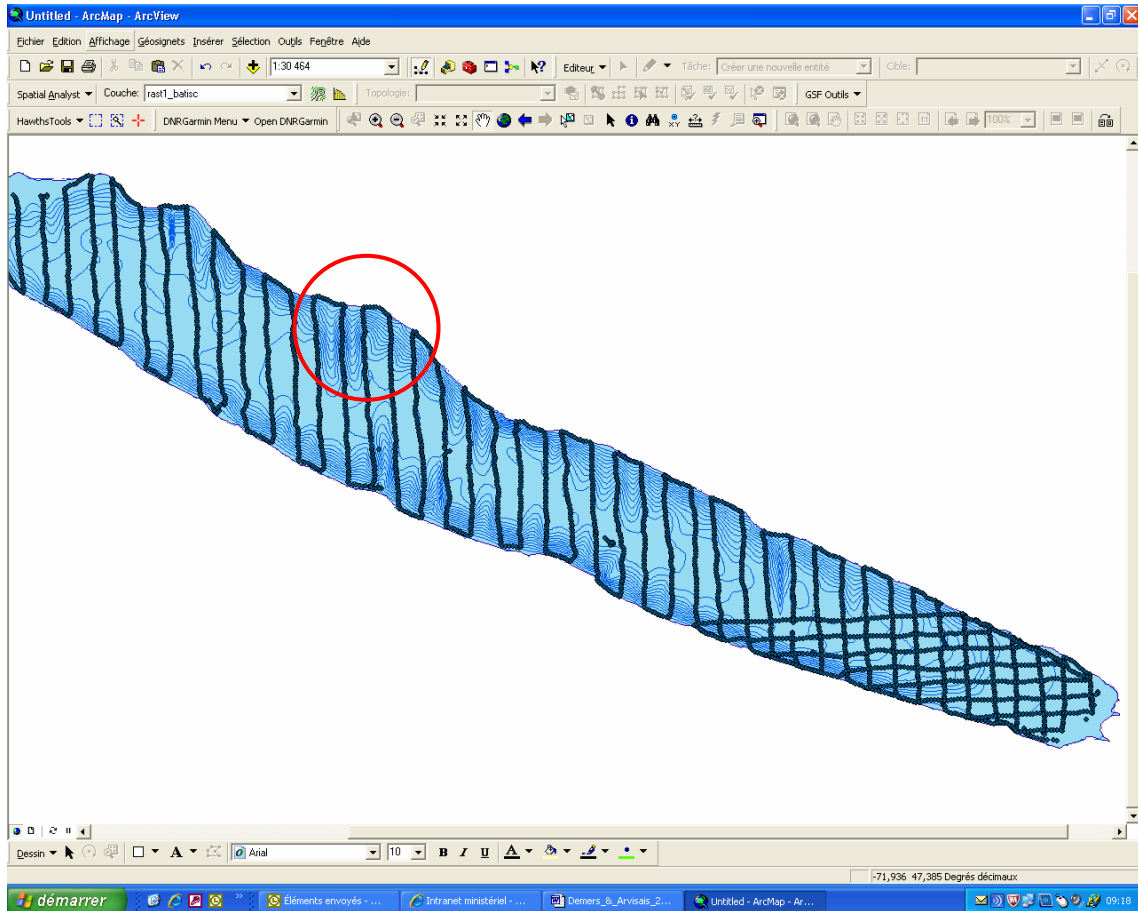 Untitled - ArcMap - ArcView
Fichier Edition Affichage Géosignets Insérer Sélection Outils Fenêtre Aide
1:30 464 Editeur Tâche: Créer une nouvelle entité Cible:
Spatial Analyst Couche: rast1_batisc Topologie: GSF Outils
HawthsTools DNRGarmin Menu Open DNRGarmin 100%
Dessin A Arial 10 B I U A
-71,936 47,385 Degrés décimaux
démarrer Éléments envoyés - ... Intranet ministériel - ... Demers_&_Arvisais_2... Untitled - ArcMap - Ar... 09:18